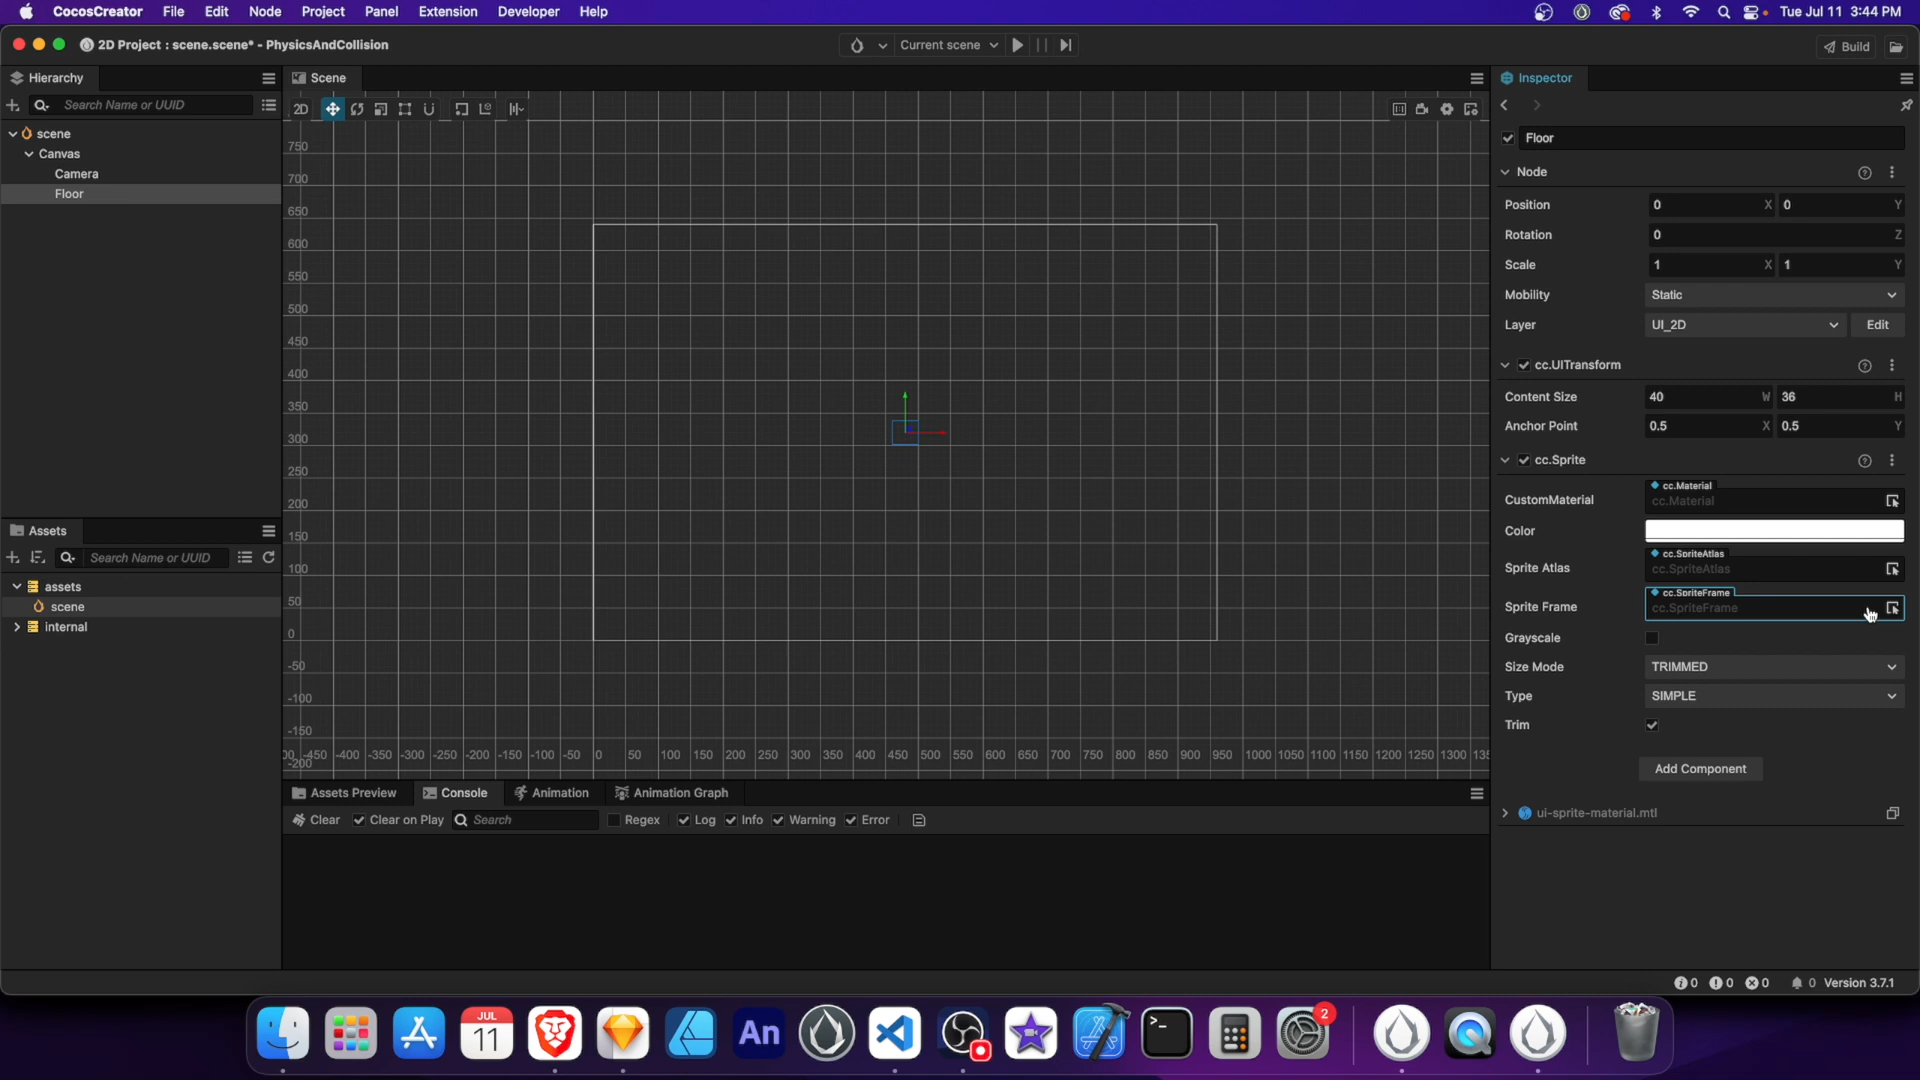 CocosCreator File Edit Node Project Panel Extension Developer Help Tue Jul 11 3:44 PM
2D Project : scene.scene* - PhysicsAndCollision
Current scene
Build
Hierarchy
Search Name or UUID
scene
Canvas
Camera
Floor
Assets
Search Name or UUID
assets
scene
internal
Scene
2D
750
700
650
600
550
500
450
400
350
300
250
200
150
100
50
0
-50
-100
-150
-200
-450 -400 -350 -300 -250 -200 -150 -100 -50 0 50 100 150 200 250 300 350 400 450 500 550 600 650 700 750 800 850 900 950 1000 1050 1100 1150 1200 1250 1300
Assets Preview Console Animation Animation Graph
Clear Clear on Play Search Regex Log Info Warning Error
Inspector
Floor
Node
Position 0 X 0 Y
Rotation 0 Z
Scale 1 X 1 Y
Mobility Static
Layer UI_2D Edit
cc.UITransform
Content Size 40 W 36 H
Anchor Point 0.5 X 0.5 Y
cc.Sprite
cc.Material
CustomMaterial cc.Material
Color
cc.SpriteAtlas
Sprite Atlas cc.SpriteAtlas
cc.SpriteFrame
Sprite Frame cc.SpriteFrame
Grayscale
Size Mode TRIMMED
Type SIMPLE
Trim
Add Component
ui-sprite-material.mtl
0 0 0 0 Version 3.7.1
JUL
11
An
2